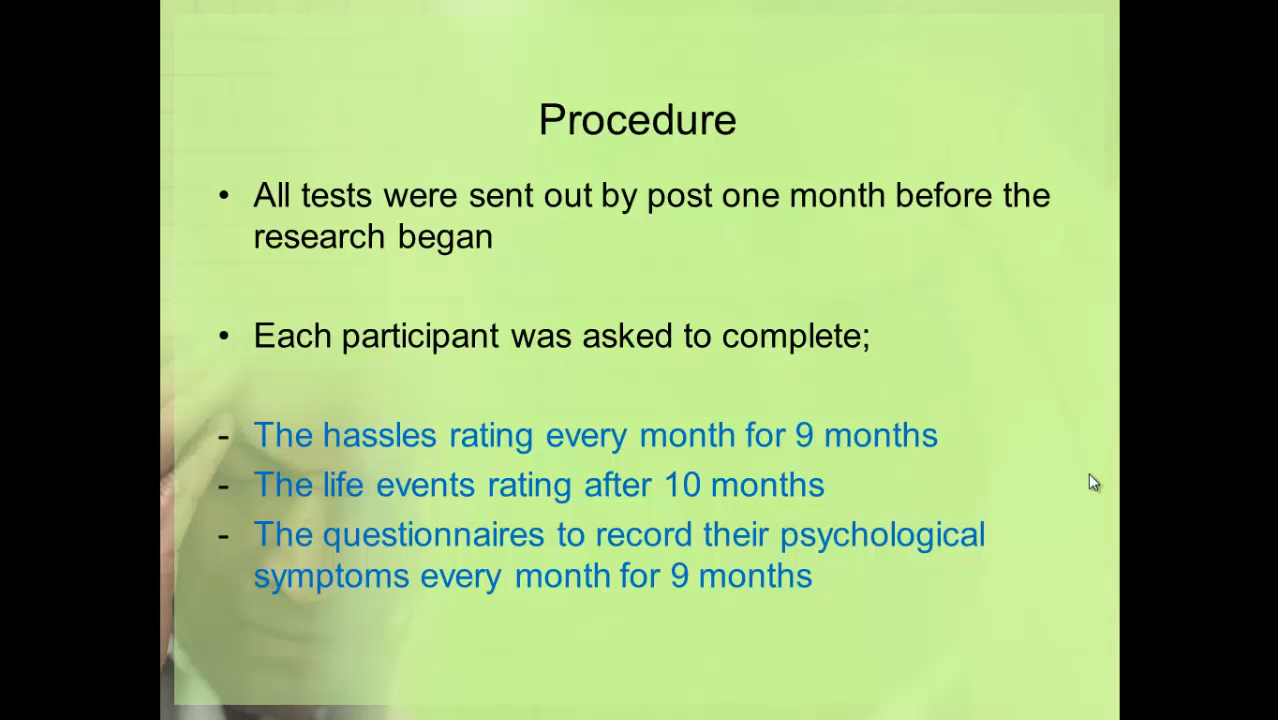 Procedure
• All tests were sent out by post one month before the
research began
• Each participant was asked to complete;
- The hassles rating every month for 9 months
- The life events rating after 10 months
- The questionnaires to record their psychological
symptoms every month for 9 months